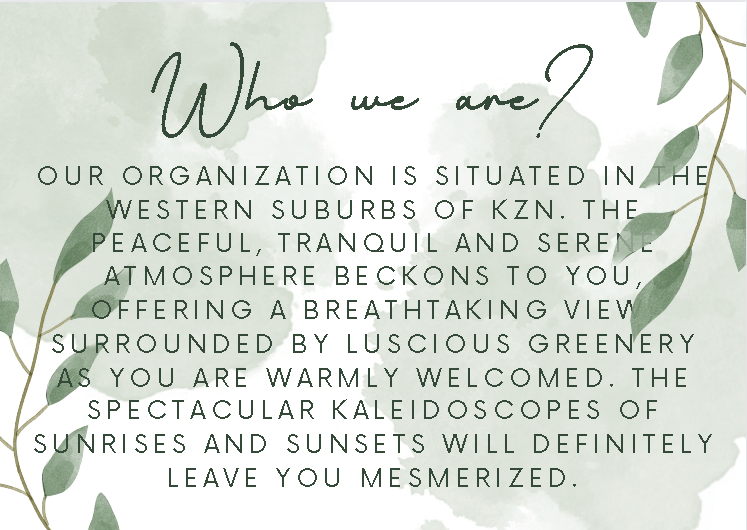 Who we are?
OUR ORGANIZATION IS SITUATED IN THE
WESTERN SUBURBS OF KZN. THE
PEACEFUL, TRANQUIL AND SERENE
ATMOSPHERE BECKONS TO YOU,
OFFERING A BREATHTAKING VIEW
SURROUNDED BY LUSCIOUS GREENERY
AS YOU ARE WARMLY WELCOMED. THE
SPECTACULAR KALEIDOSCOPES OF
SUNRISES AND SUNSETS WILL DEFINITELY
LEAVE YOU MESMERIZED.